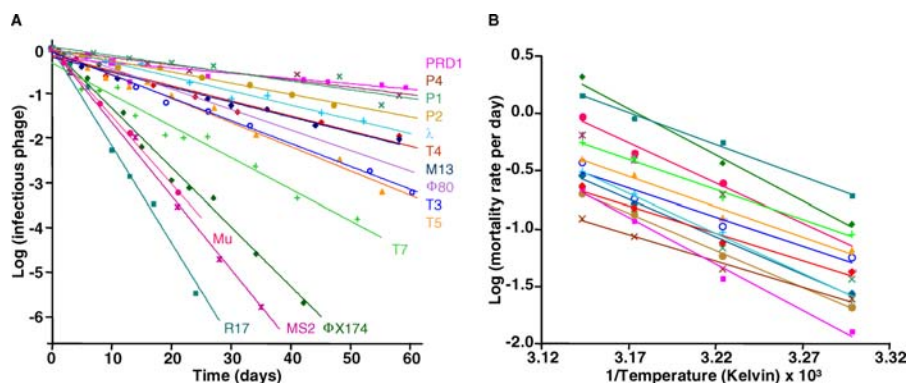 A
Log (infectious phage)
0
-1
-2
-3
-4
-5
-6
0 10 20 30 40 50 60
Time (days)
PRD1
P4
P1
P2
λ
T4
M13
Φ80
T3
T5
T7
Mu
R17
MS2
ΦX174
B
Log (mortality rate per day)
0.5
0.0
-0.5
-1.0
-1.5
-2.0
3.12 3.17 3.22 3.27 3.32
1/Temperature (Kelvin) x 10³